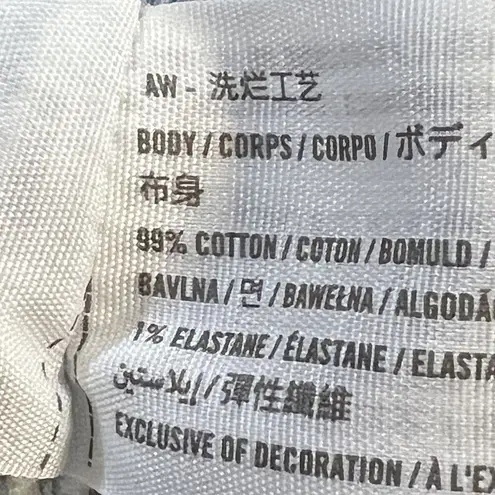 AW - 洗烂工艺
BODY / CORPS / CORPO / ボディ
布身
99% COTTON / COTON / BOMULD /
BAVLNA / 면 / BAWEŁNA / ALGODÃ
1% ELASTANE / ÉLASTANE / ELASTA
إيلاستين / 彈性纖維
EXCLUSIVE OF DECORATION / À L'EX